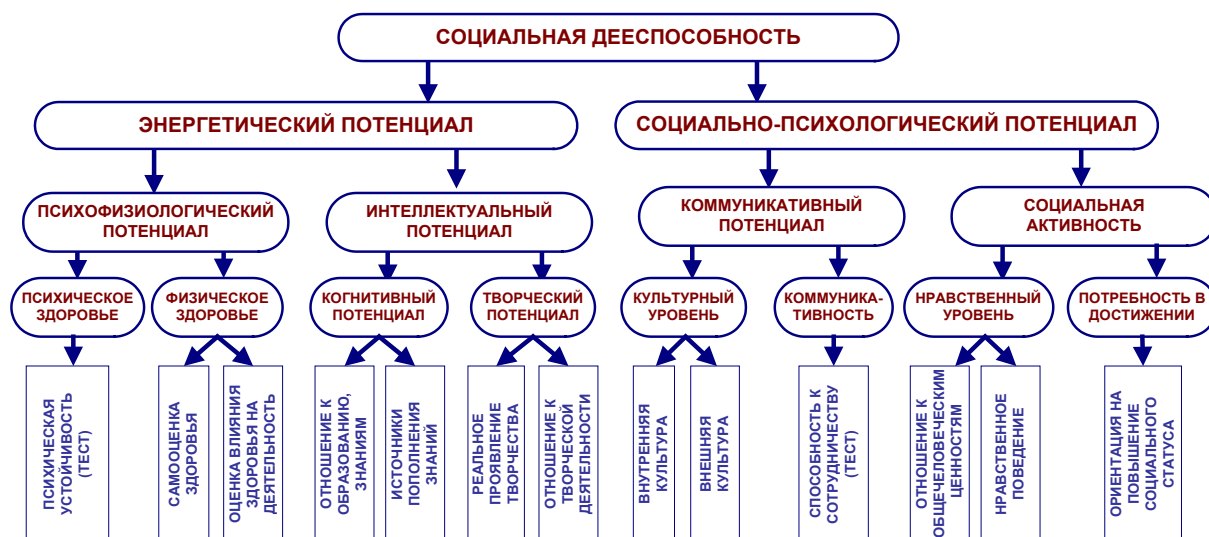 СОЦИАЛЬНАЯ ДЕЕСПОСОБНОСТЬ
ЭНЕРГЕТИЧЕСКИЙ ПОТЕНЦИАЛ
СОЦИАЛЬНО-ПСИХОЛОГИЧЕСКИЙ ПОТЕНЦИАЛ
ПСИХОФИЗИОЛОГИЧЕСКИЙ
ПОТЕНЦИАЛ
ИНТЕЛЛЕКТУАЛЬНЫЙ
ПОТЕНЦИАЛ
КОММУНИКАТИВНЫЙ
ПОТЕНЦИАЛ
СОЦИАЛЬНАЯ
АКТИВНОСТЬ
ПСИХИЧЕСКОЕ
ЗДОРОВЬЕ
ФИЗИЧЕСКОЕ
ЗДОРОВЬЕ
КОГНИТИВНЫЙ
ПОТЕНЦИАЛ
ТВОРЧЕСКИЙ
ПОТЕНЦИАЛ
КУЛЬТУРНЫЙ
УРОВЕНЬ
КОММУНИКА-
ТИВНОСТЬ
НРАВСТВЕННЫЙ
УРОВЕНЬ
ПОТРЕБНОСТЬ В
ДОСТИЖЕНИИ
ПСИХИЧЕСКАЯ
УСТОЙЧИВОСТЬ
(ТЕСТ)
САМООЦЕНКА
ЗДОРОВЬЯ
ОЦЕНКА ВЛИЯНИЯ
ЗДОРОВЬЯ НА
ДЕЯТЕЛЬНОСТЬ
ОТНОШЕНИЕ К
ОБРАЗОВАНИЮ,
ЗНАНИЯМ
ИСТОЧНИКИ
ПОПОЛНЕНИЯ
ЗНАНИЙ
РЕАЛЬНОЕ
ПРОЯВЛЕНИЕ
ТВОРЧЕСТВА
ОТНОШЕНИЕ К
ТВОРЧЕСКОЙ
ДЕЯТЕЛЬНОСТИ
ВНУТРЕННЯЯ
КУЛЬТУРА
ВНЕШНЯЯ
КУЛЬТУРА
СПОСОБНОСТЬ К
СОТРУДНИЧЕСТВУ
(ТЕСТ)
ОТНОШЕНИЕ К
ОБЩЕЧЕЛОВЕЧЕСКИМ
ЦЕННОСТЯМ
НРАВСТВЕННОЕ
ПОВЕДЕНИЕ
ОРИЕНТАЦИЯ НА
ПОВЫШЕНИЕ
СОЦИАЛЬНОГО
СТАТУСА